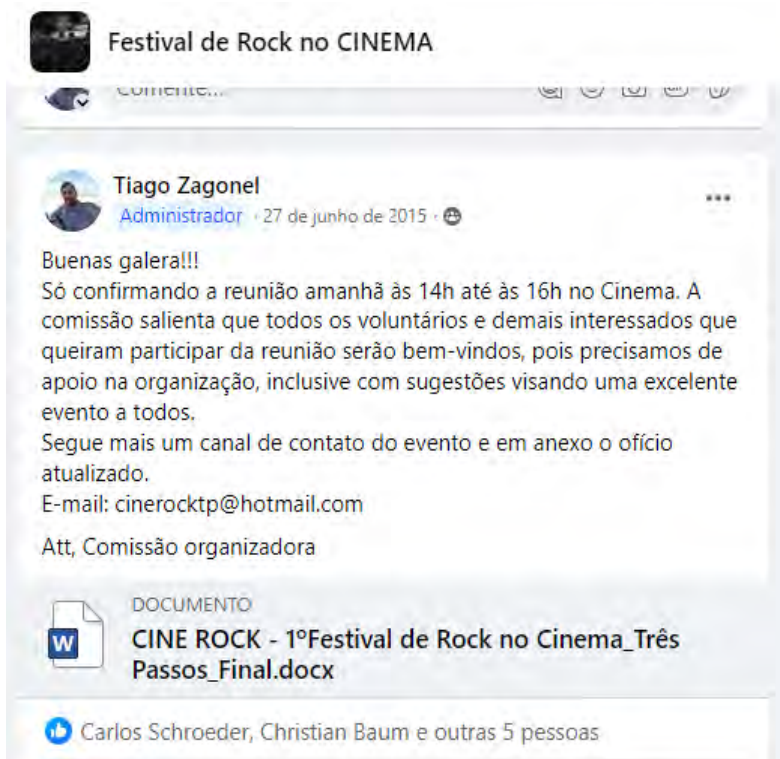 Festival de Rock no CINEMA
Comente...
Tiago Zagonel
Administrador · 27 de junho de 2015 ·
Buenas galera!!!
Só confirmando a reunião amanhã às 14h até às 16h no Cinema. A
comissão salienta que todos os voluntários e demais interessados que
queiram participar da reunião serão bem-vindos, pois precisamos de
apoio na organização, inclusive com sugestões visando uma excelente
evento a todos.
Segue mais um canal de contato do evento e em anexo o ofício
atualizado.
E-mail: cinerocktp@hotmail.com
Att, Comissão organizadora
DOCUMENTO
W
CINE ROCK - 1ºFestival de Rock no Cinema_Três
Passos_Final.docx
Carlos Schroeder, Christian Baum e outras 5 pessoas